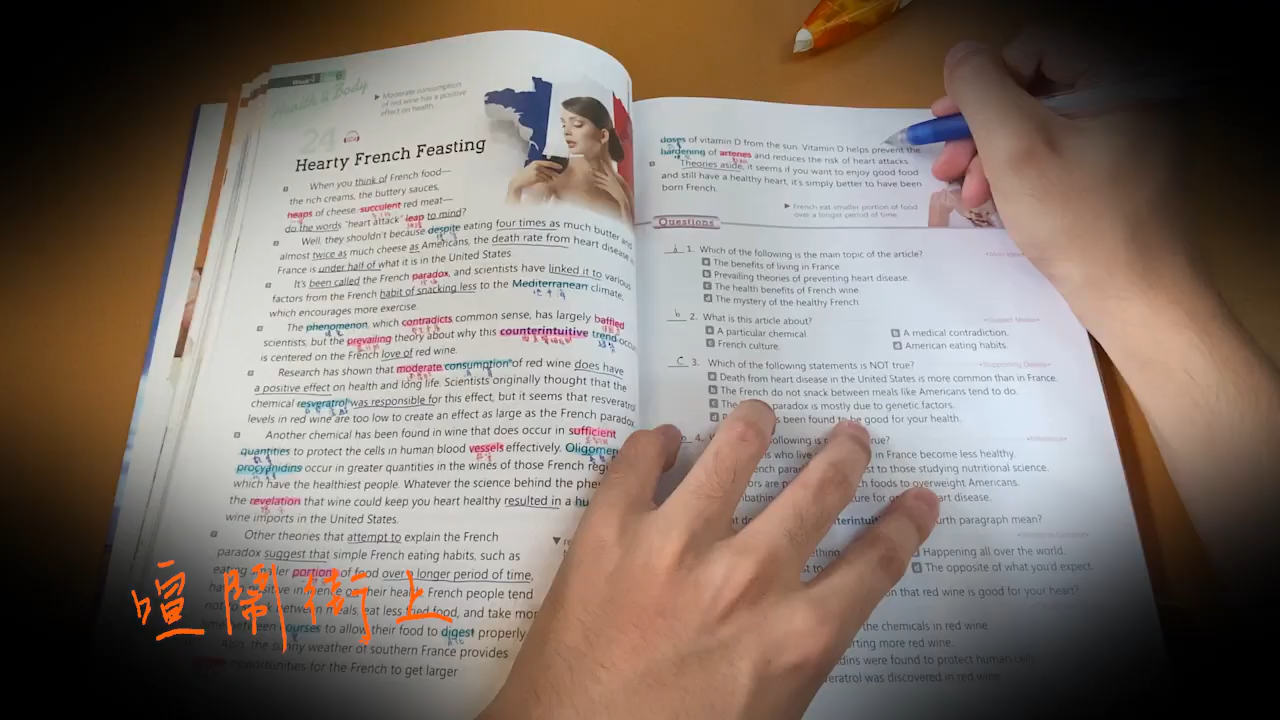 Health & Body
▶ Moderate consumption
of red wine has a positive
effect on health.
24
Hearty French Feasting
When you think of French food—
the rich creams, the buttery sauces,
heaps of cheese, succulent red meat—
do the words "heart attack" leap to mind?
Well, they shouldn't because despite eating four times as much butter and
almost twice as much cheese as Americans, the death rate from heart disease in
France is under half of what it is in the United States.
It's been called the French paradox, and scientists have linked it to various
factors from the French habit of snacking less to the Mediterranean climate,
which encourages more exercise.
The phenomenon, which contradicts common sense, has largely baffled
scientists, but the prevailing theory about why this counterintuitive trend
is centered on the French love of red wine.
Research has shown that moderate consumption of red wine does have
a positive effect on health and long life. Scientists originally thought that the
chemical resveratrol was responsible for this effect, but it seems that resveratrol
levels in red wine are too low to create an effect as large as the French paradox.
Another chemical has been found in wine that does occur in sufficient
quantities to protect the cells in human blood vessels effectively.
procyanidins occur in greater quantities in the wines of those French
which have the healthiest people. Whatever the science behind the
the revelation that wine could keep you heart healthy resulted in a
wine imports in the United States.
Other theories that attempt to explain the French
paradox suggest that simple French eating habits, such as
eating smaller portions of food over a longer period of time,
on their health. French people tend
between meals, eat less fried food, and take more
courses to allow their food to digest properly.
the sunny weather of southern France provides
opportunities for the French to get larger
喧鬧街上
doses of vitamin D from the sun. Vitamin D helps prevent the
hardening of arteries and reduces the risk of heart attacks.
Theories aside, it seems if you want to enjoy good food
and still have a healthy heart, it's simply better to have been
born French.
▶ French eat smaller portion of food
over a longer period of time.
Questions
1. Which of the following is the main topic of the article?
a The benefits of living in France.
b Prevailing theories of preventing heart disease.
c The health benefits of French wine.
d The mystery of the healthy French.
b 2. What is this article about?
a A particular chemical. b A medical contradiction.
c French culture. d American eating habits.
C 3. Which of the following statements is NOT true?
a Death from heart disease in the United States is more common than in France.
b The French do not snack between meals like Americans tend to do.
c The paradox is mostly due to genetic factors.
d been found to be good for your health.
4. following is true?
who live in France become less healthy.
to those studying nutritional science.
foods to overweight Americans.
heart disease.
fourth paragraph mean?
Happening all over the world.
d The opposite of what you'd expect.
that red wine is good for your health?
the chemicals in red wine.
more red wine.
were found to protect human
was discovered in red wine.